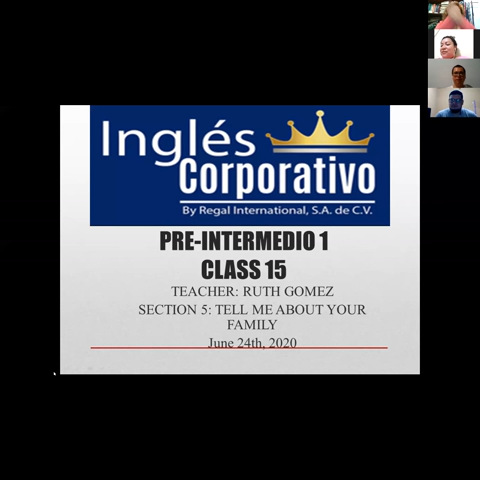 Inglés
Corporativo
By Regal International, S.A. de C.V.
PRE-INTERMEDIO 1
CLASS 15
TEACHER: RUTH GOMEZ
SECTION 5: TELL ME ABOUT YOUR
FAMILY
June 24th, 2020